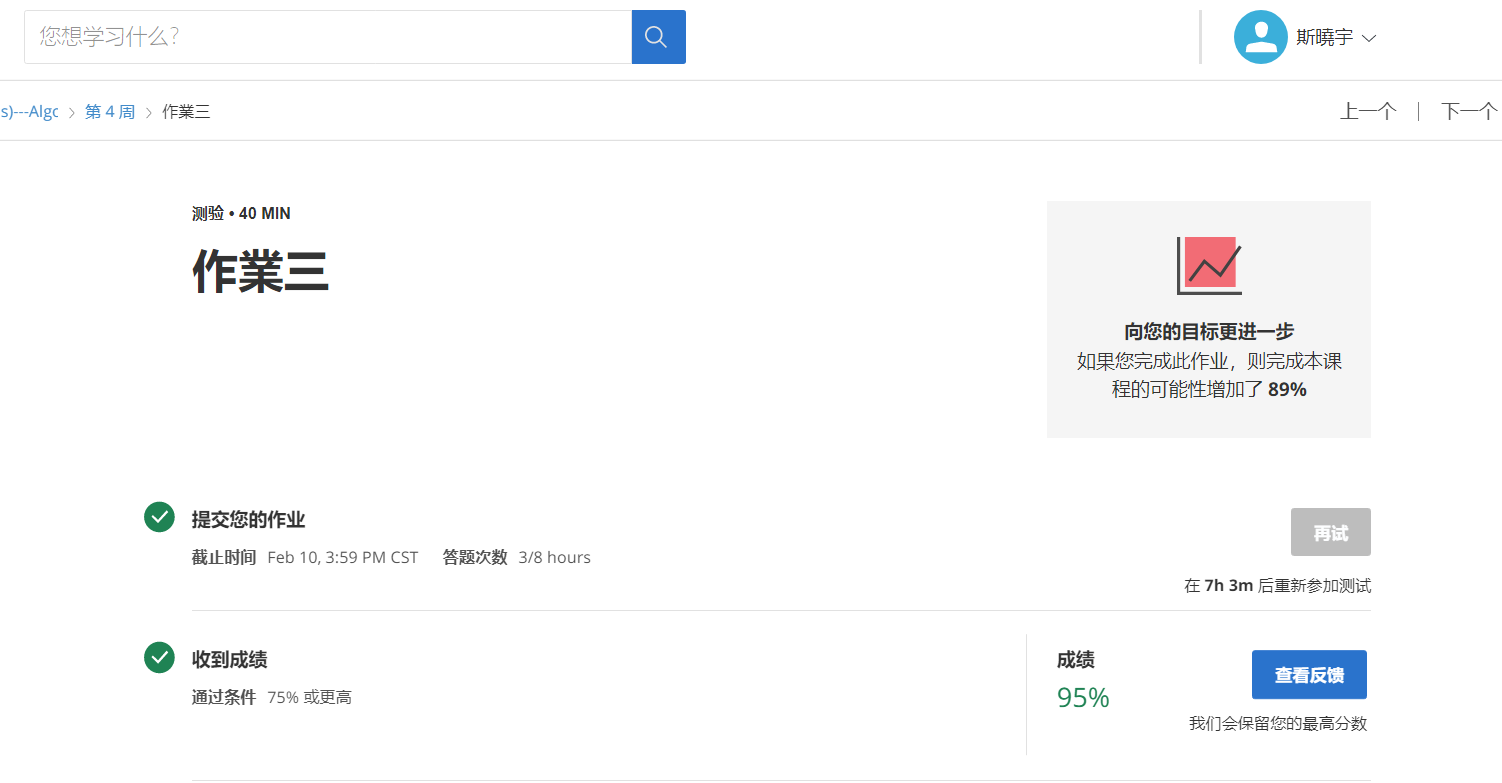 您想学习什么？
斯曉宇
s)---Algo
第 4 周
作業三
上一个
下一个
测验 • 40 MIN
作業三
向您的目标更进一步
如果您完成此作业，则完成本课
程的可能性增加了 89%
提交您的作业
再试
截止时间 Feb 10, 3:59 PM CST 答题次数 3/8 hours
在 7h 3m 后重新参加测试
收到成绩
成绩
查看反馈
通过条件 75% 或更高
95%
我们会保留您的最高分数